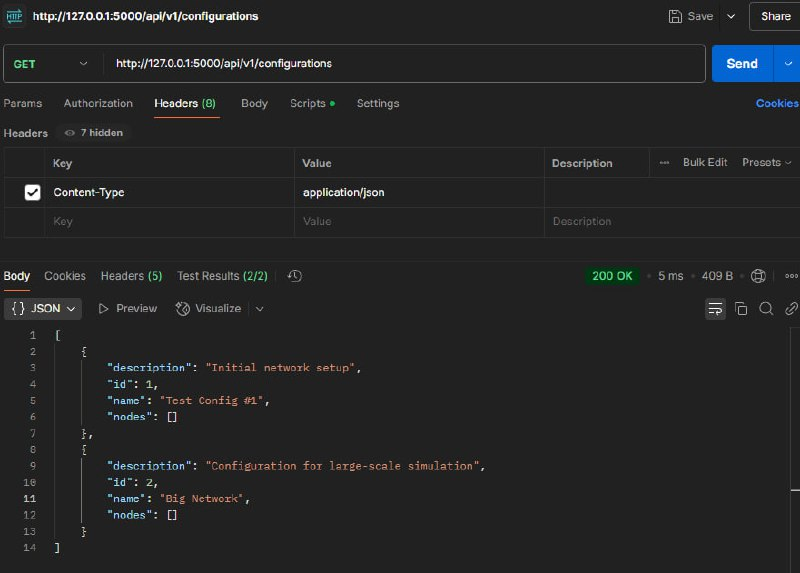 HTTP http://127.0.0.1:5000/api/v1/configurations Save Share
GET http://127.0.0.1:5000/api/v1/configurations Send
Params Authorization Headers (8) Body Scripts Settings Cookies
Headers 7 hidden
Key Value Description Bulk Edit Presets
Content-Type application/json
Key Value Description
Body Cookies Headers (5) Test Results (2/2) 200 OK 5 ms 409 B
{} JSON Preview Visualize
1 [
2 {
3 "description": "Initial network setup",
4 "id": 1,
5 "name": "Test Config #1",
6 "nodes": []
7 },
8 {
9 "description": "Configuration for large-scale simulation",
10 "id": 2,
11 "name": "Big Network",
12 "nodes": []
13 }
14 ]